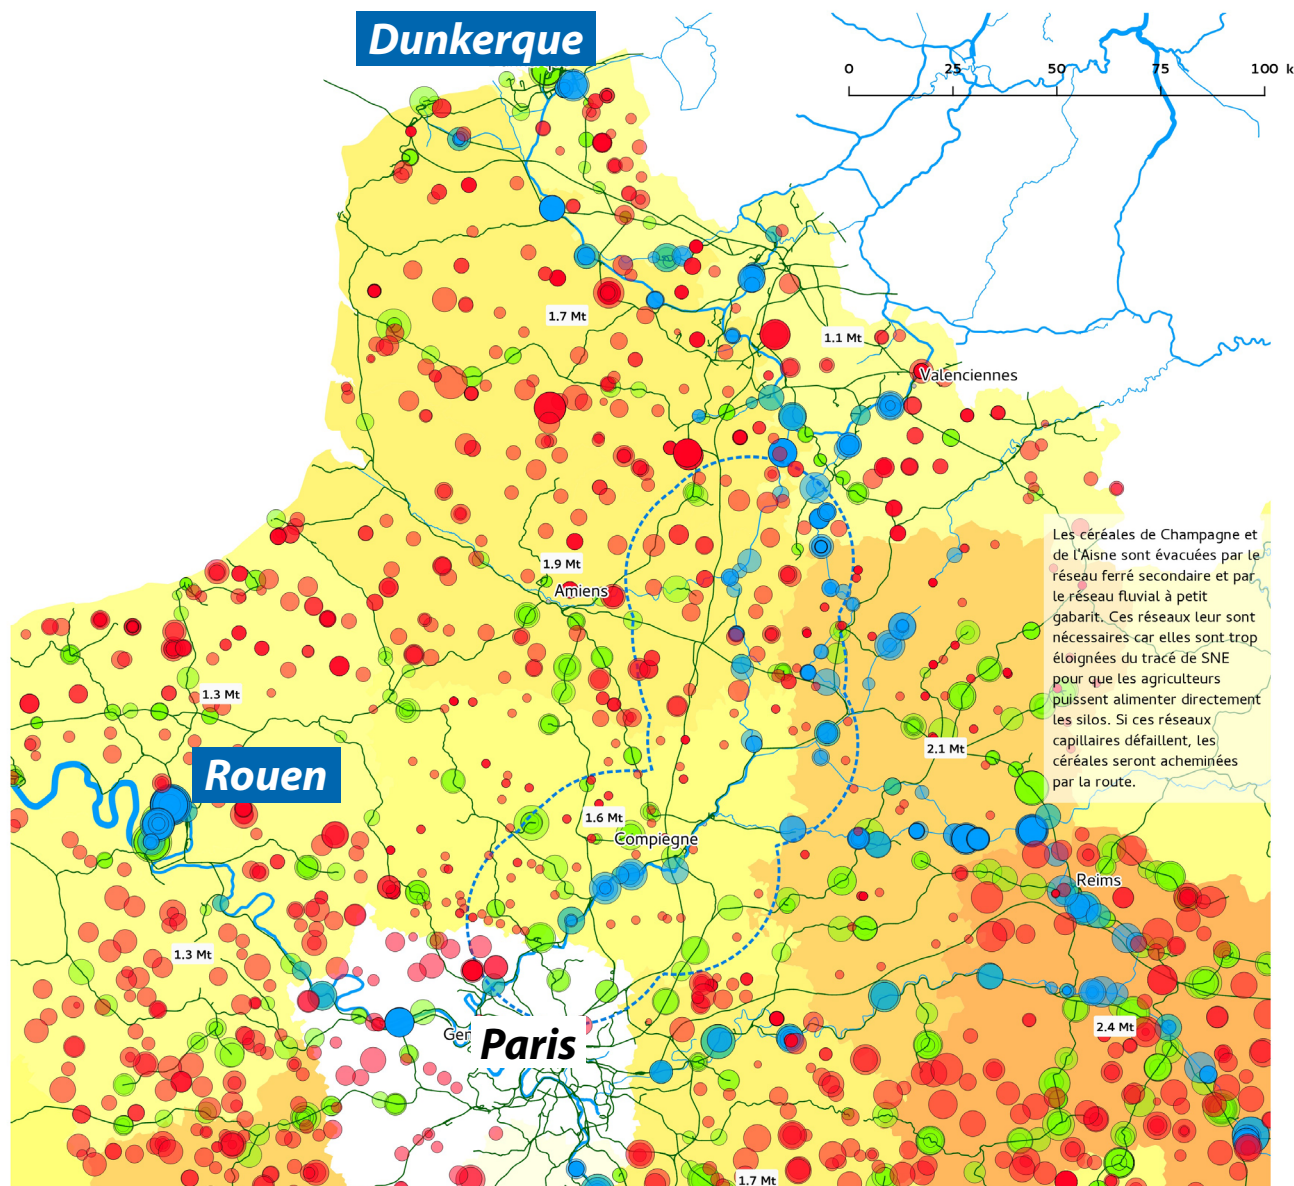 Dunkerque
0 25 50 75 100 k
1.7 Mt
1.1 Mt
Valenciennes
Les céréales de Champagne et
de l'Aisne sont évacuées par le
réseau ferré secondaire et par
le réseau fluvial à petit
gabarit. Ces réseaux leur sont
nécessaires car elles sont trop
éloignées du tracé de SNE
pour que les agriculteurs
puissent alimenter directement
les silos. Si ces réseaux
capillaires défaillent, les
céréales seront acheminées
par la route.
1.9 Mt
Amiens
1.3 Mt
2.1 Mt
Rouen
1.6 Mt
Compiègne
Reims
1.3 Mt
2.4 Mt
Ger
Paris
1.7 Mt